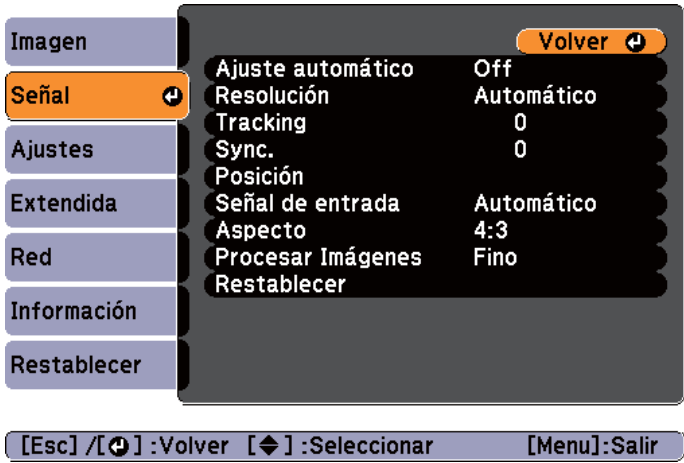 Imagen
Señal
Ajustes
Extendida
Red
Información
Restablecer
Volver
Ajuste automático Off
Resolución Automático
Tracking 0
Sync. 0
Posición
Señal de entrada Automático
Aspecto 4:3
Procesar Imágenes Fino
Restablecer
[Esc] /[ ] :Volver [ ] :Seleccionar [Menu]:Salir